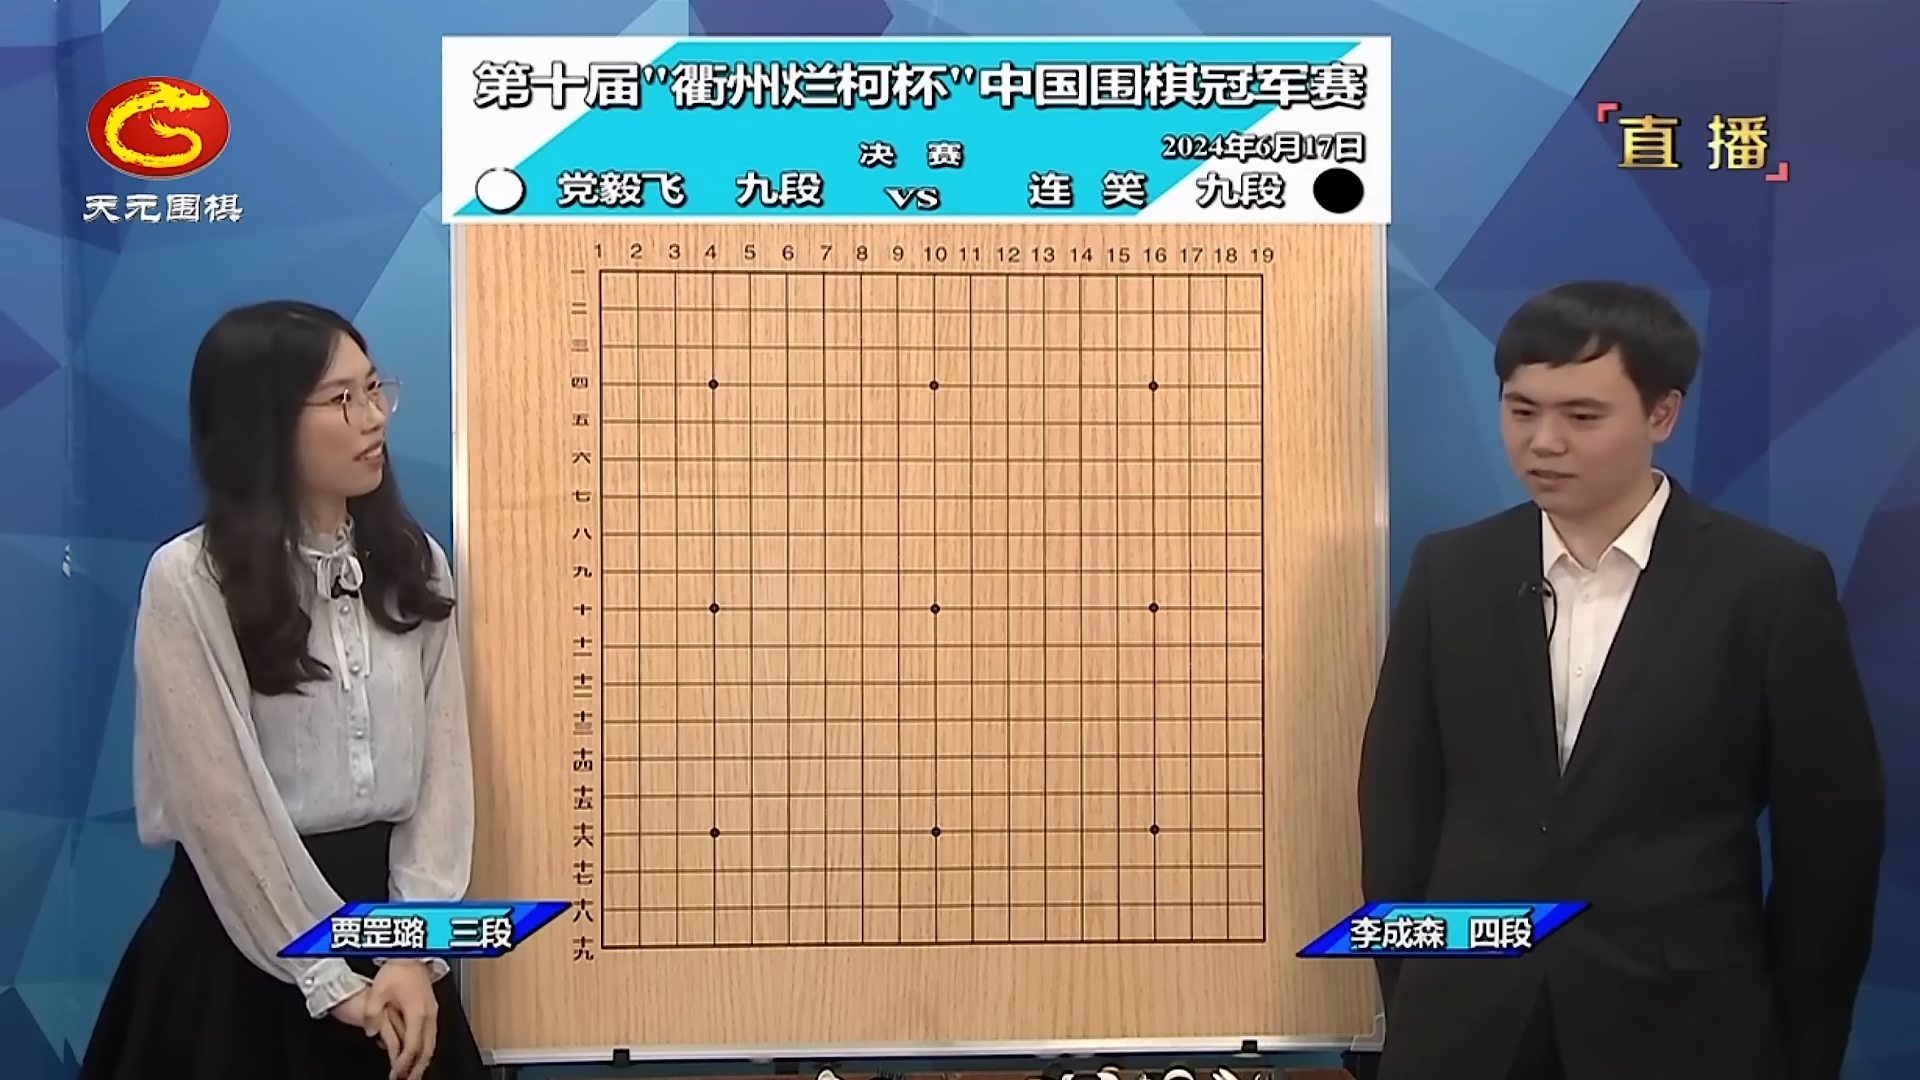 第十届"衢州烂柯杯"中国围棋冠军赛
直 播
决 赛
2024年6月17日
党毅飞 九段 vs 连 笑 九段
天元围棋
1 2 3 4 5 6 7 8 9 10 11 12 13 14 15 16 17 18 19
一
二
三
四
五
六
七
八
九
十
十一
十二
十三
十四
十五
十六
十七
十八
十九
贾罡璐 三段
李成森 四段